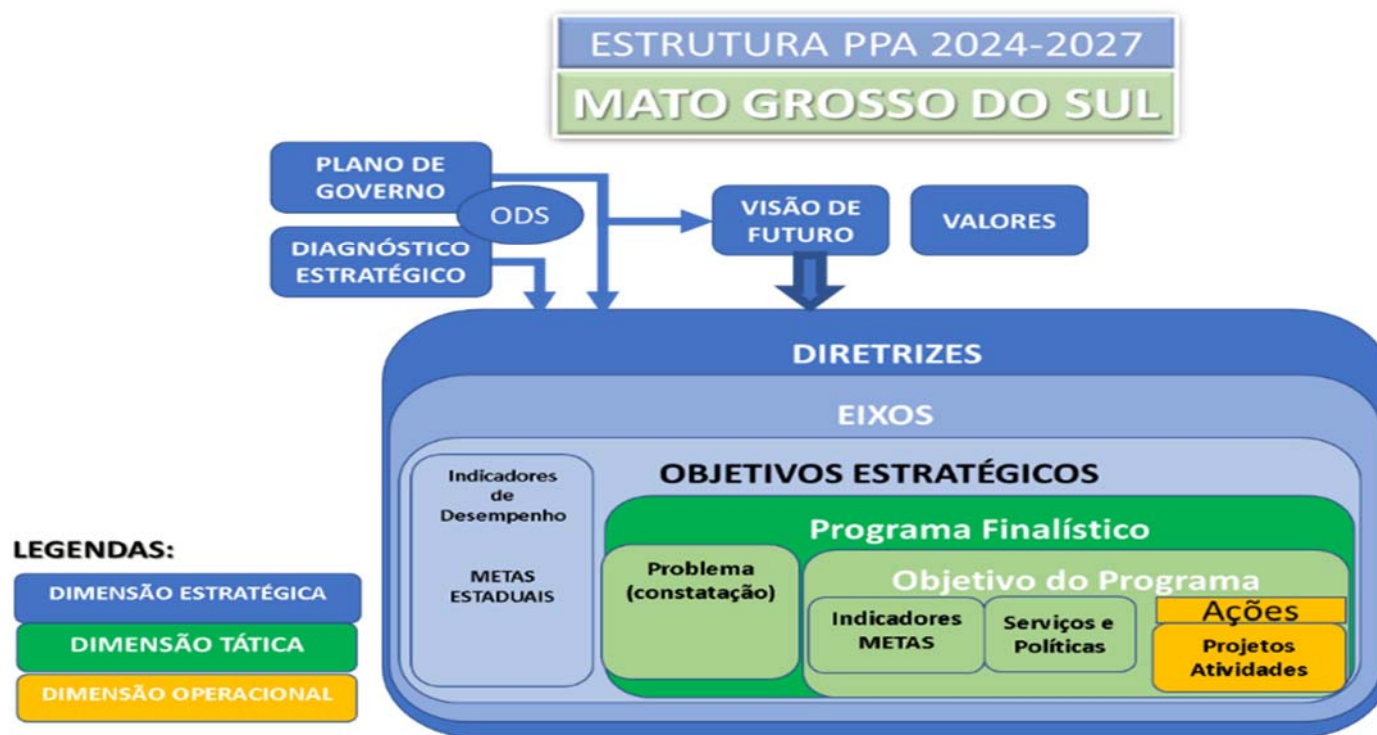 ESTRUTURA PPA 2024-2027
MATO GROSSO DO SUL
PLANO DE
GOVERNO
ODS
DIAGNÓSTICO
ESTRATÉGICO
VISÃO DE
FUTURO
VALORES
DIRETRIZES
EIXOS
OBJETIVOS ESTRATÉGICOS
Indicadores
de
Desempenho
METAS
ESTADUAIS
Programa Finalístico
Problema
(constatação)
Objetivo do Programa
Indicadores
METAS
Serviços e
Políticas
Ações
Projetos
Atividades
LEGENDAS:
DIMENSÃO ESTRATÉGICA
DIMENSÃO TÁTICA
DIMENSÃO OPERACIONAL